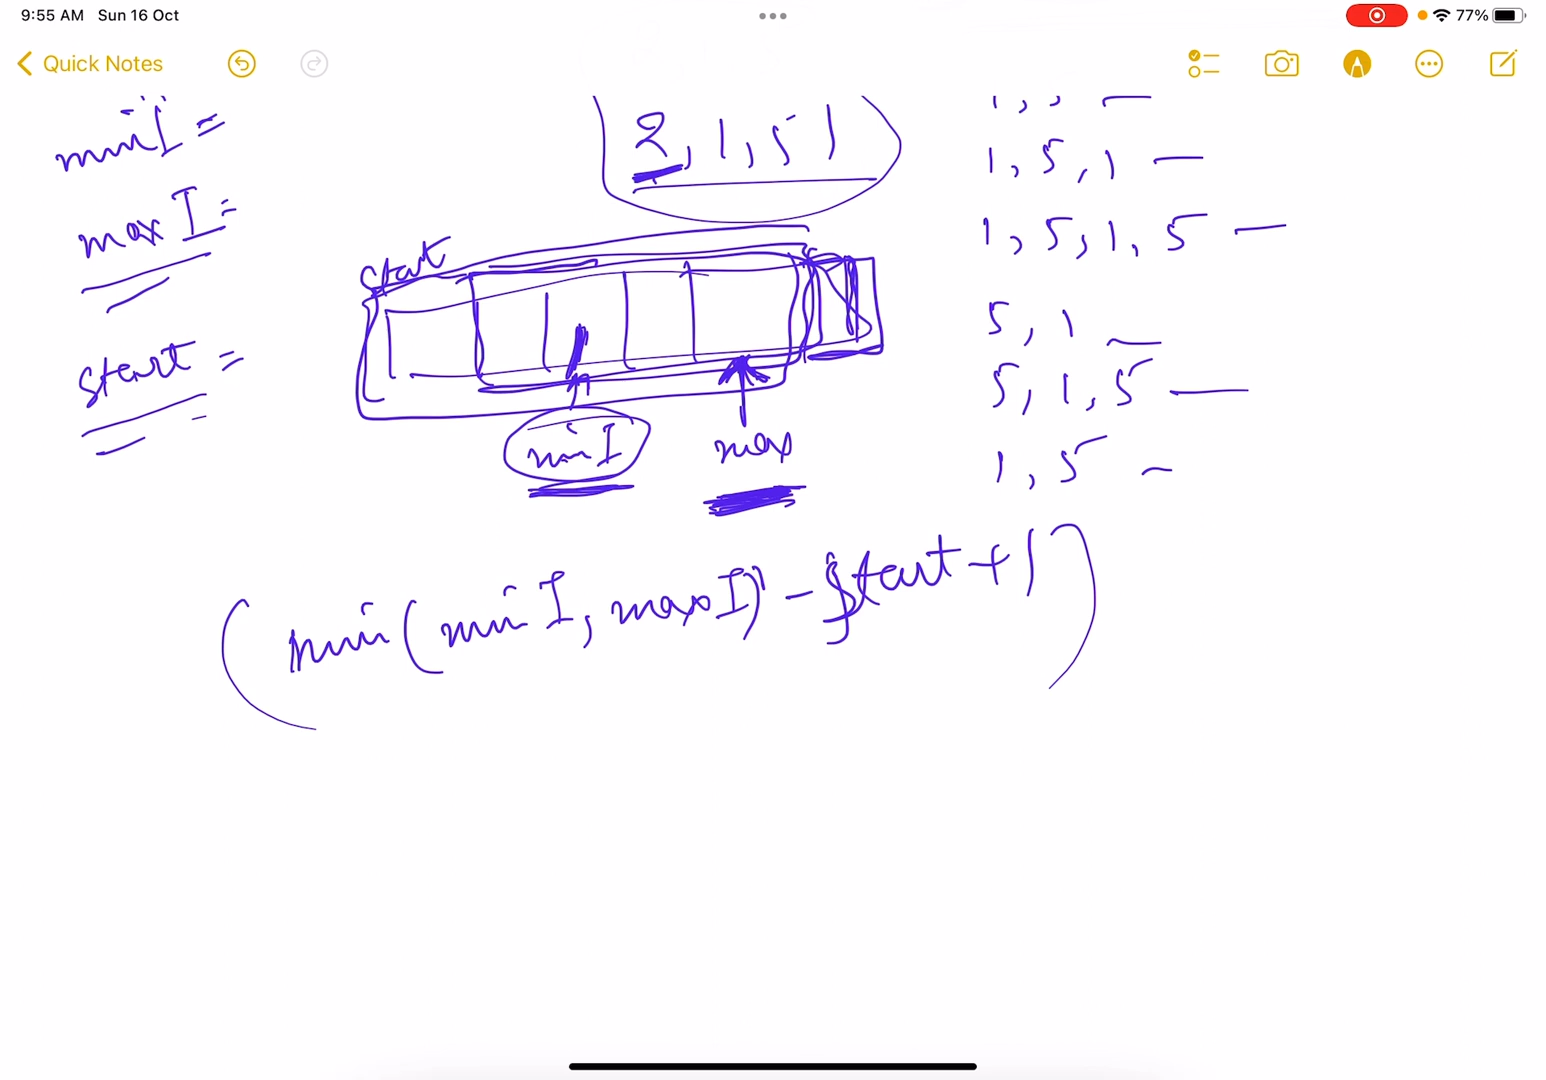 9:55 AM Sun 16 Oct
77%
Quick Notes
minI =
maxI =
start =
2, 1, 5 1
start
minI
max
1, 5, 1 —
1, 5, 1, 5 —
5, 1 —
5, 1, 5 —
1, 5 —
(min(minI, maxI) - start + 1)